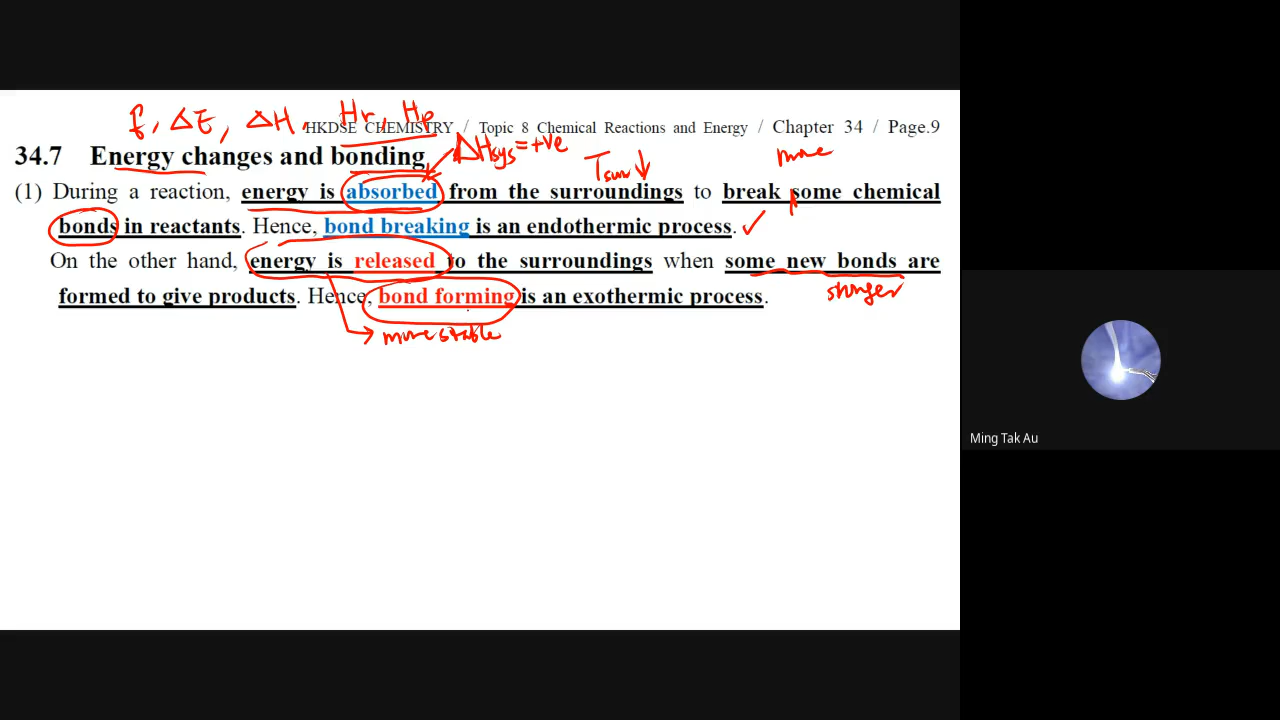 E, ΔE, ΔH, Hr, Hp
HKDSE CHEMISTRY / Topic 8 Chemical Reactions and Energy / Chapter 34 / Page.9
34.7 Energy changes and bonding
ΔHsys = +ve
Tsurr ↓
more
(1) During a reaction, energy is absorbed from the surroundings to break some chemical
bonds in reactants. Hence, bond breaking is an endothermic process. ✓
On the other hand, energy is released to the surroundings when some new bonds are
formed to give products. Hence, bond forming is an exothermic process.
stronger
→ more stable
Ming Tak Au